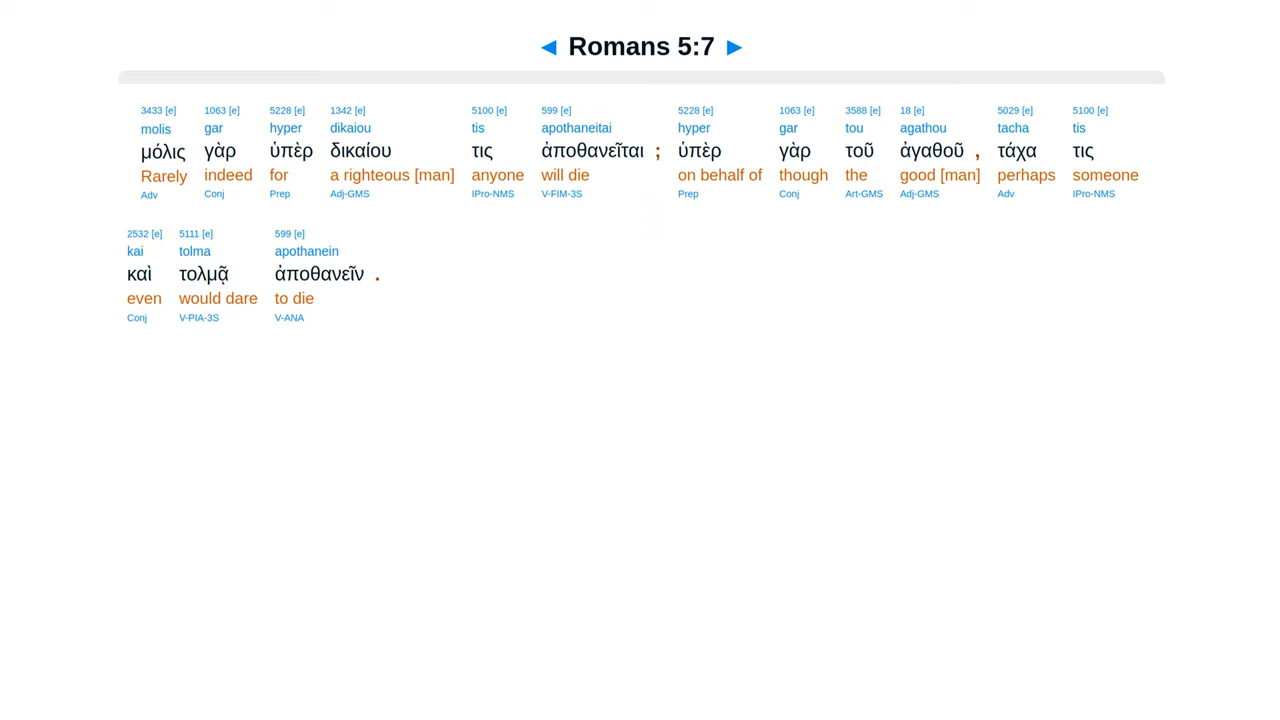 ◄ Romans 5:7 ►
3433 [e] 1063 [e] 5228 [e] 1342 [e] 5100 [e] 599 [e] 5228 [e] 1063 [e] 3588 [e] 18 [e] 5029 [e] 5100 [e]
molis gar hyper dikaiou tis apothaneitai hyper gar tou agathou tacha tis
μόλις γὰρ ὑπὲρ δικαίου τις ἀποθανεῖται ; ὑπὲρ γὰρ τοῦ ἀγαθοῦ , τάχα τις
Rarely indeed for a righteous [man] anyone will die on behalf of though the good [man] perhaps someone
Adv Conj Prep Adj-GMS IPro-NMS V-FIM-3S Prep Conj Art-GMS Adj-GMS Adv IPro-NMS
2532 [e] 5111 [e] 599 [e]
kai tolma apothanein
καὶ τολμᾷ ἀποθανεῖν .
even would dare to die
Conj V-PIA-3S V-ANA